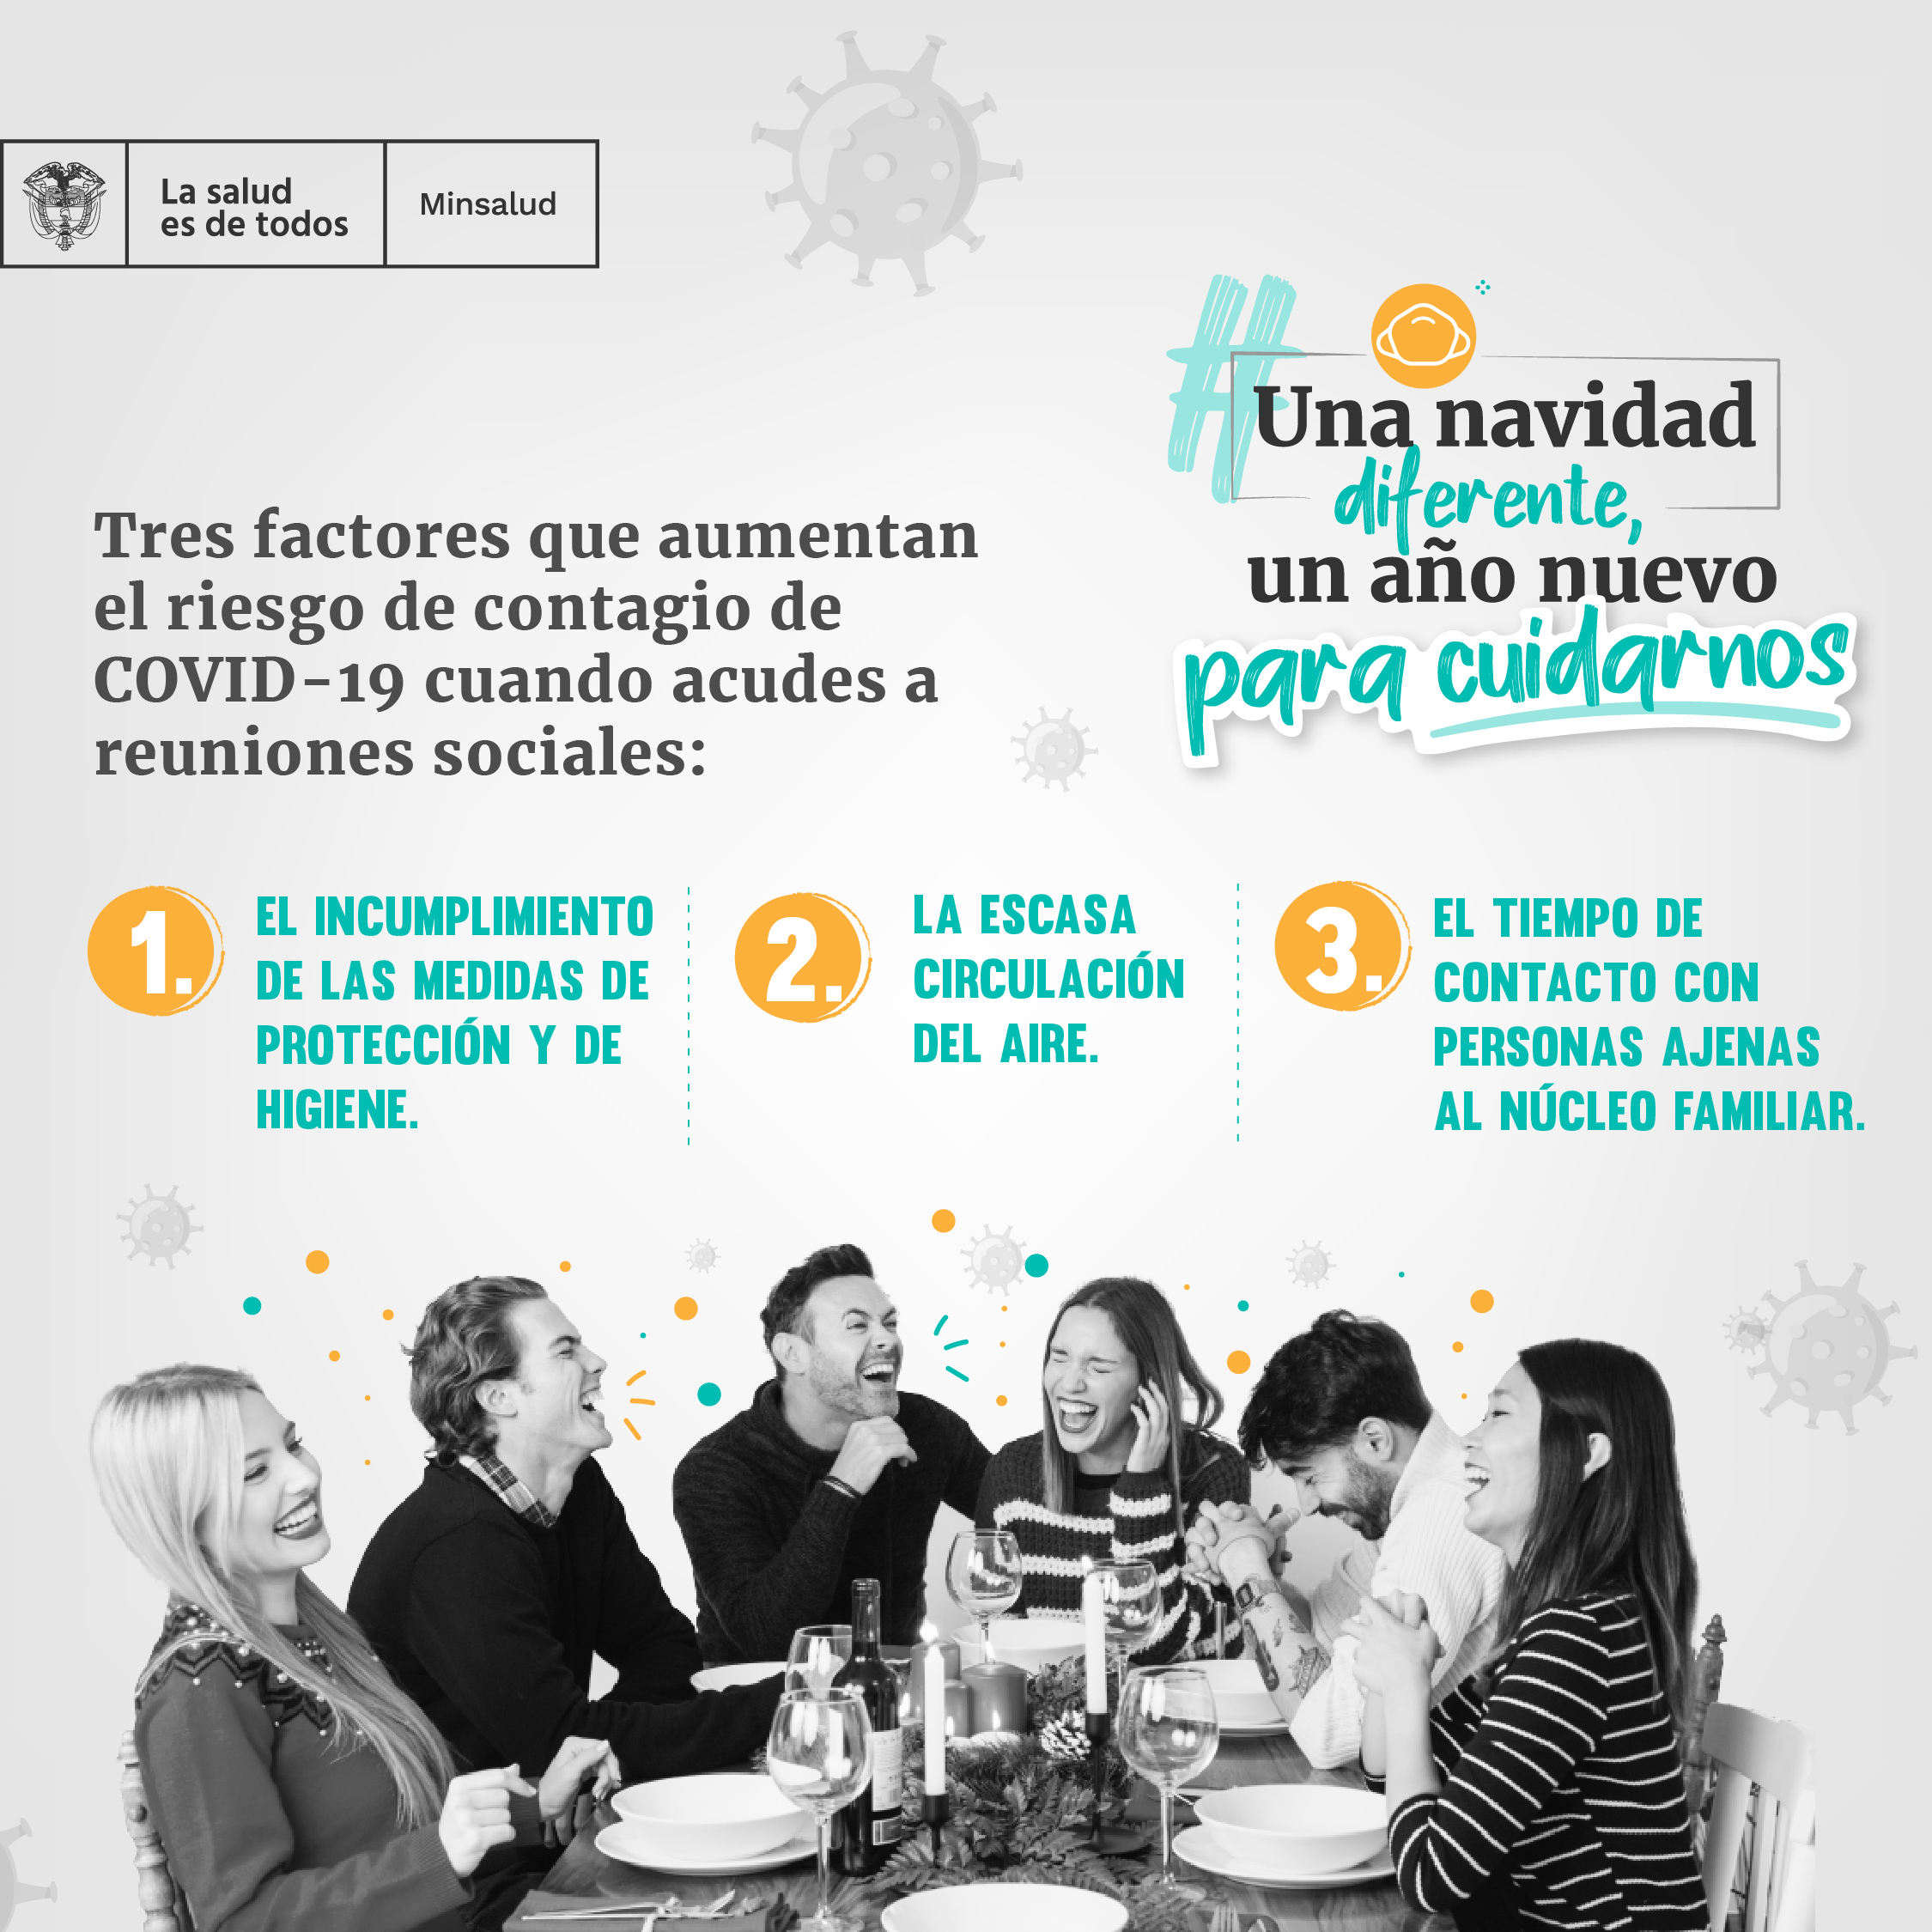 La salud
es de todos
Minsalud
#Una navidad
diferente,
un año nuevo
para cuidarnos
Tres factores que aumentan
el riesgo de contagio de
COVID-19 cuando acudes a
reuniones sociales:
1.
EL INCUMPLIMIENTO
DE LAS MEDIDAS DE
PROTECCIÓN Y DE
HIGIENE.
2.
LA ESCASA
CIRCULACIÓN
DEL AIRE.
3.
EL TIEMPO DE
CONTACTO CON
PERSONAS AJENAS
AL NÚCLEO FAMILIAR.